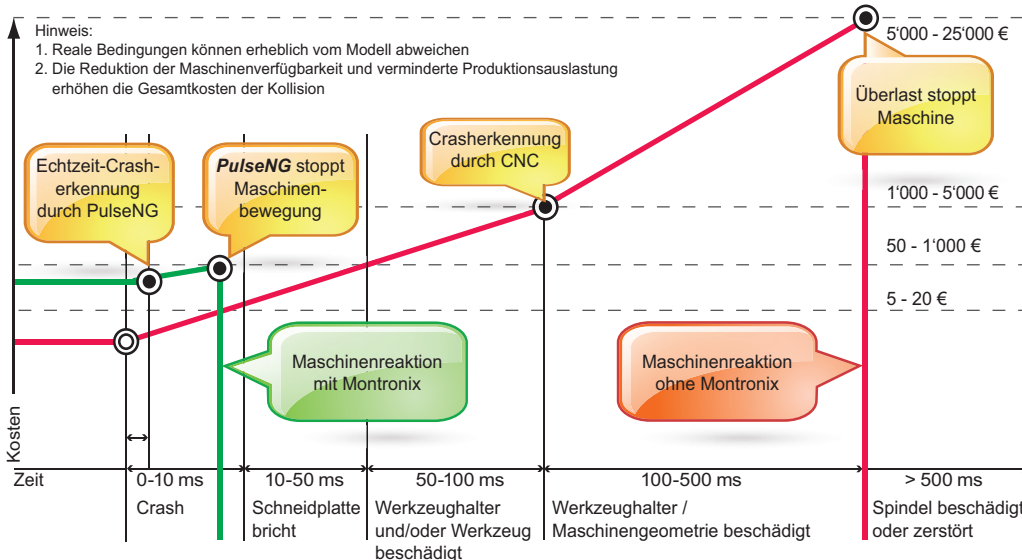 Hinweis:
1. Reale Bedingungen können erheblich vom Modell abweichen
2. Die Reduktion der Maschinenverfügbarkeit und verminderte Produktionsauslastung
erhöhen die Gesamtkosten der Kollision
5'000 - 25'000 €
Überlast stoppt
Maschine
Crasherkennung
durch CNC
Echtzeit-Crash-
erkennung
durch PulseNG
PulseNG stoppt
Maschinen-
bewegung
1'000 - 5'000 €
50 - 1'000 €
5 - 20 €
Maschinenreaktion
mit Montronix
Maschinenreaktion
ohne Montronix
Kosten
Zeit
0-10 ms
10-50 ms
50-100 ms
100-500 ms
> 500 ms
Crash
Schneidplatte
bricht
Werkzeughalter
und/oder Werkzeug
beschädigt
Werkzeughalter /
Maschinengeometrie beschädigt
Spindel beschädigt
oder zerstört